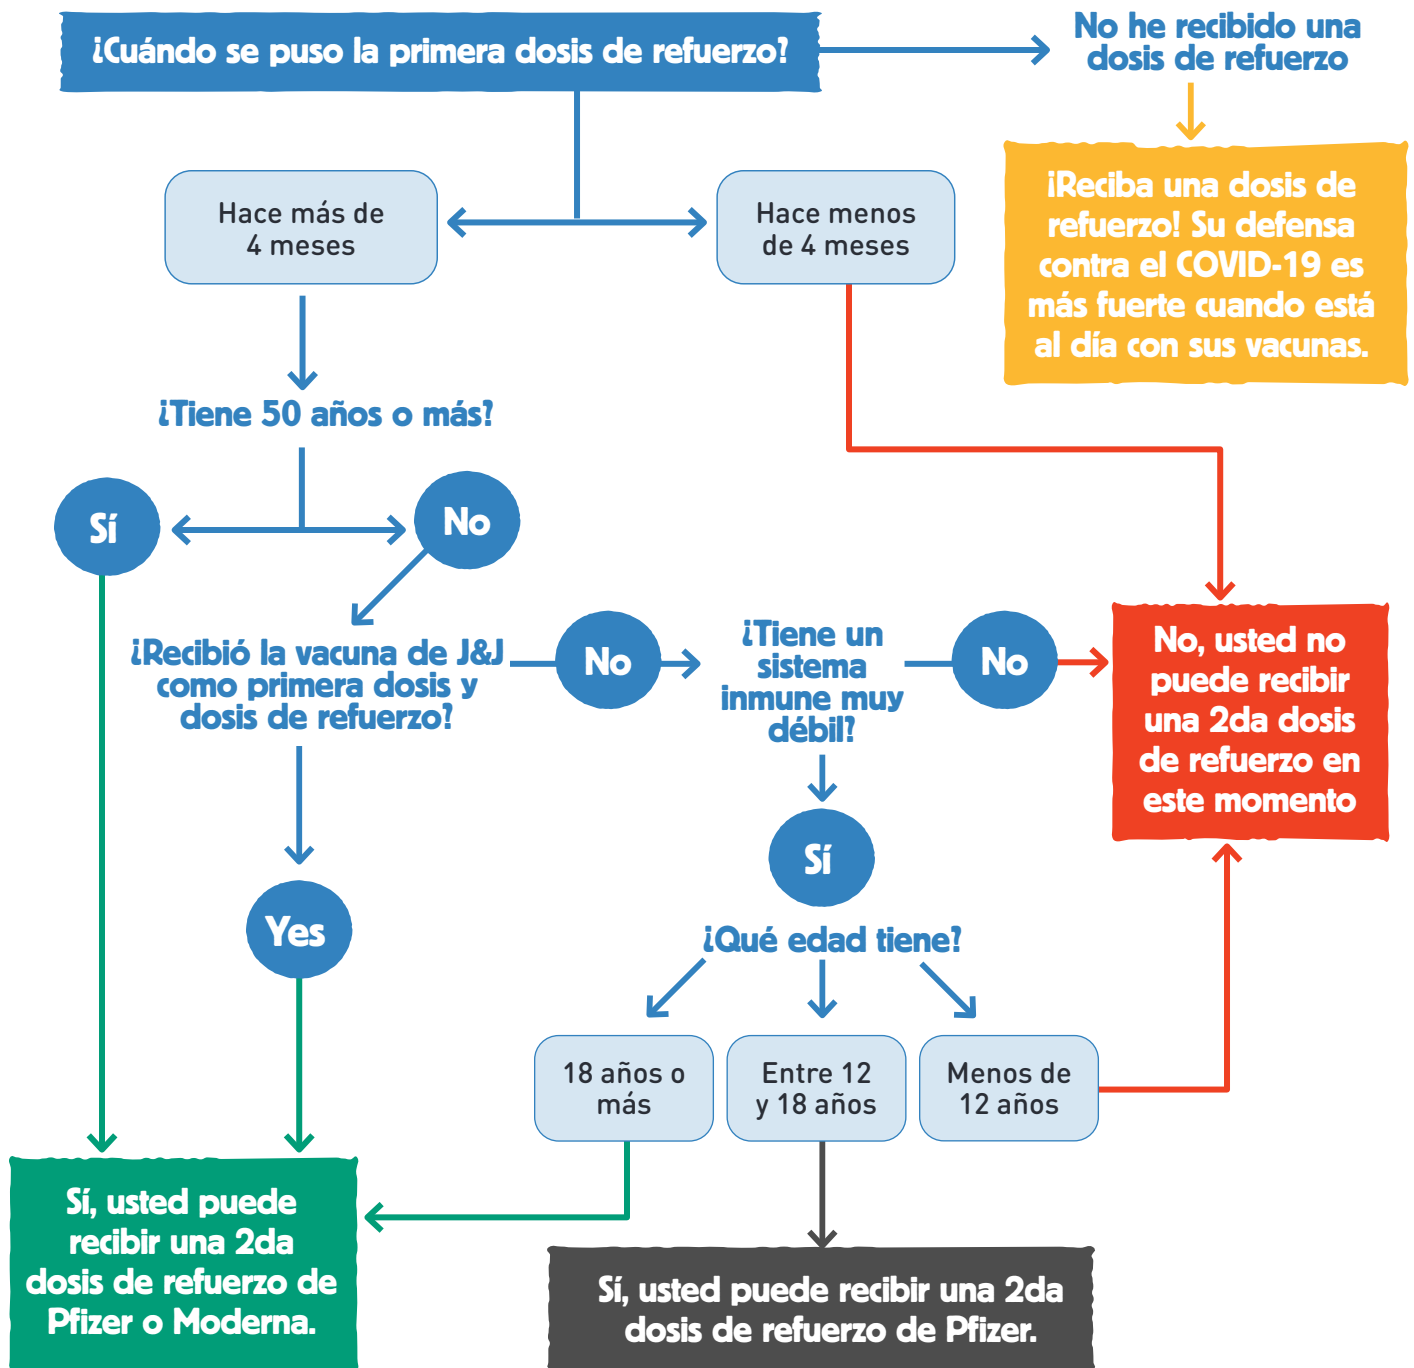 ¿Cuándo se puso la primera dosis de refuerzo?
No he recibido una
dosis de refuerzo
¡Reciba una dosis de
refuerzo! Su defensa
contra el COVID-19 es
más fuerte cuando está
al día con sus vacunas.
Hace más de
4 meses
Hace menos
de 4 meses
¿Tiene 50 años o más?
Sí
No
¿Recibió la vacuna de J&J
como primera dosis y
dosis de refuerzo?
No
¿Tiene un
sistema
inmune muy
débil?
No
No, usted no
puede recibir
una 2da dosis
de refuerzo en
este momento
Yes
Sí
¿Qué edad tiene?
18 años o
más
Entre 12
y 18 años
Menos de
12 años
Sí, usted puede
recibir una 2da
dosis de refuerzo de
Pfizer o Moderna.
Sí, usted puede recibir una 2da
dosis de refuerzo de Pfizer.